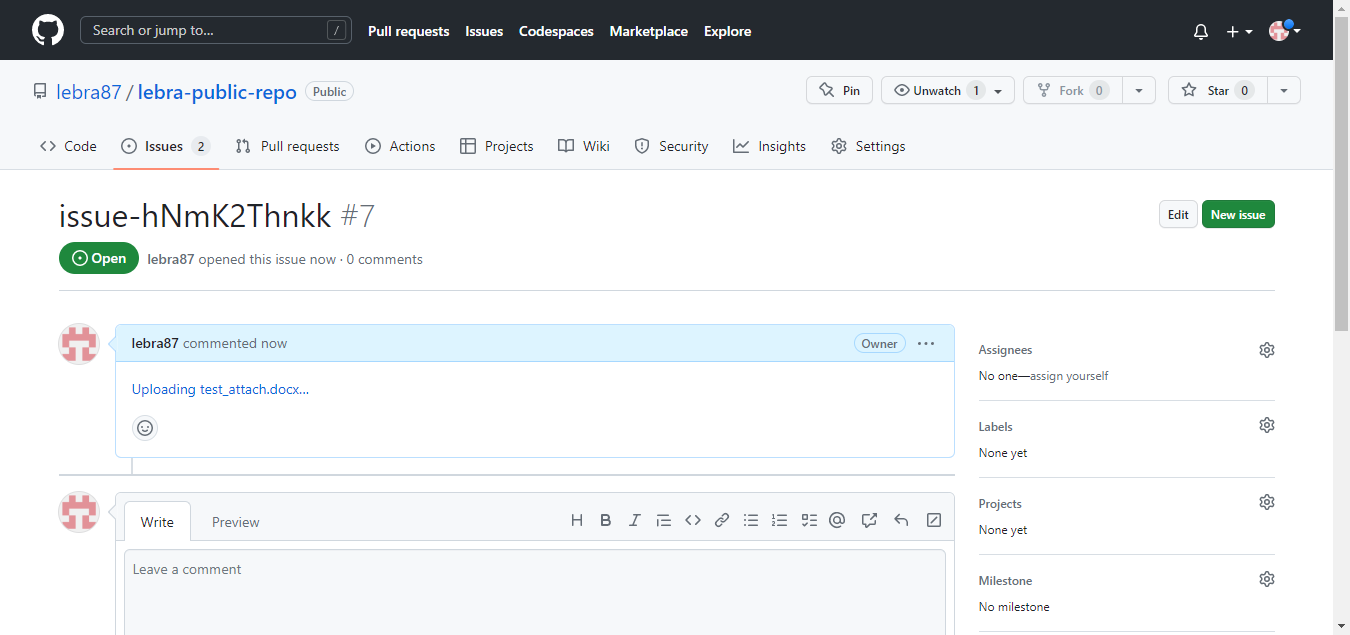 Search or jump to... /
Pull requests Issues Codespaces Marketplace Explore
lebra87 / lebra-public-repo Public
Pin Unwatch 1 Fork 0 Star 0
Code Issues 2 Pull requests Actions Projects Wiki Security Insights Settings
issue-hNmK2Thnkk #7
Edit New issue
Open lebra87 opened this issue now · 0 comments
lebra87 commented now Owner
Uploading test_attach.docx...
Assignees
No one—assign yourself
Labels
None yet
Projects
None yet
Milestone
No milestone
Write Preview
Leave a comment